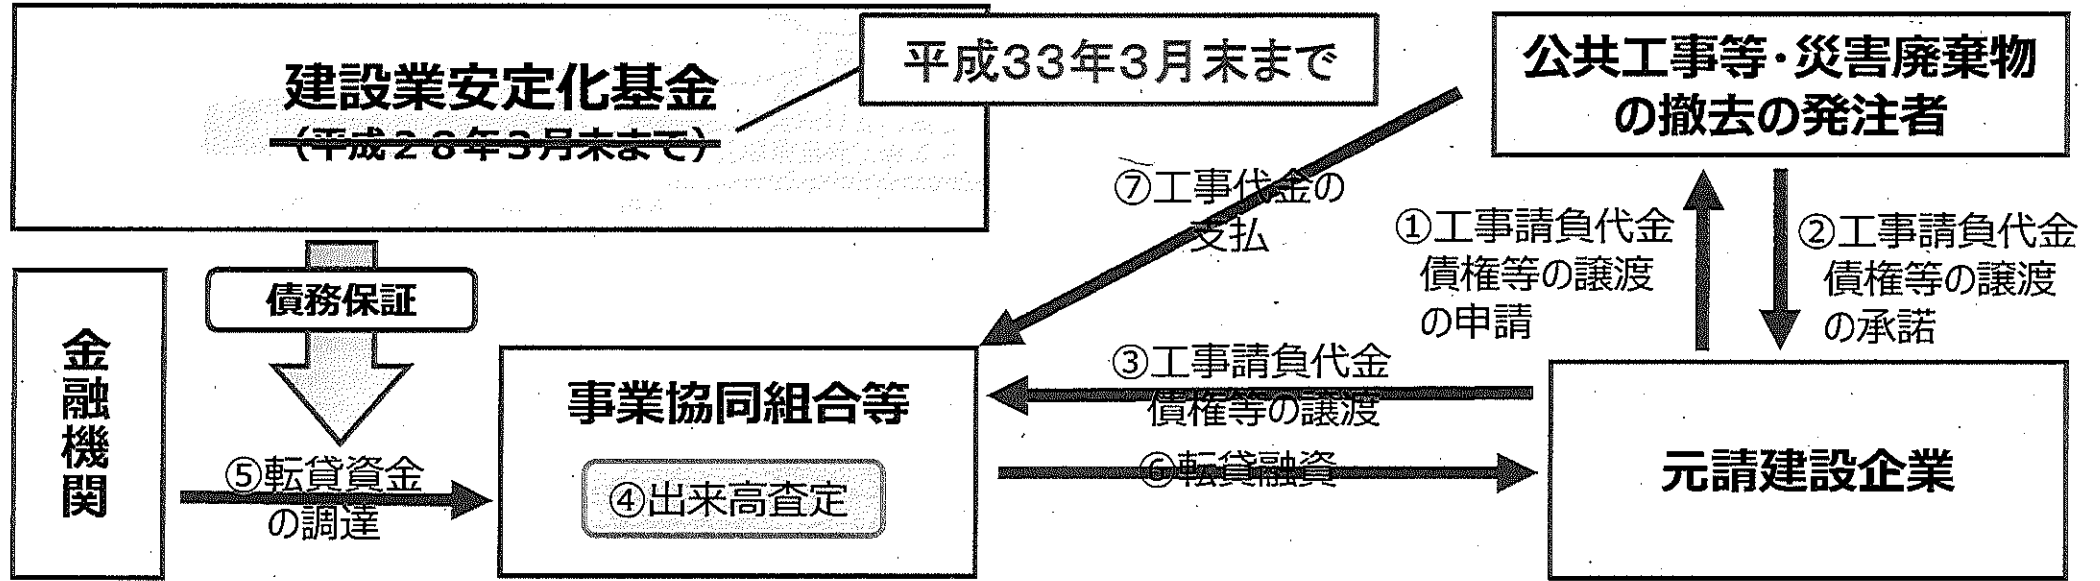 建設業安定化基金
(平成28年3月末まで)
平成33年3月末まで
公共工事等・災害廃棄物
の撤去の発注者
⑦工事代金の
支払
①工事請負代金
債権等の譲渡
の申請
②工事請負代金
債権等の譲渡
の承諾
債務保証
金融機関
事業協同組合等
④出来高査定
③工事請負代金
債権等の譲渡
⑥転貸融資
⑤転貸資金
の調達
元請建設企業